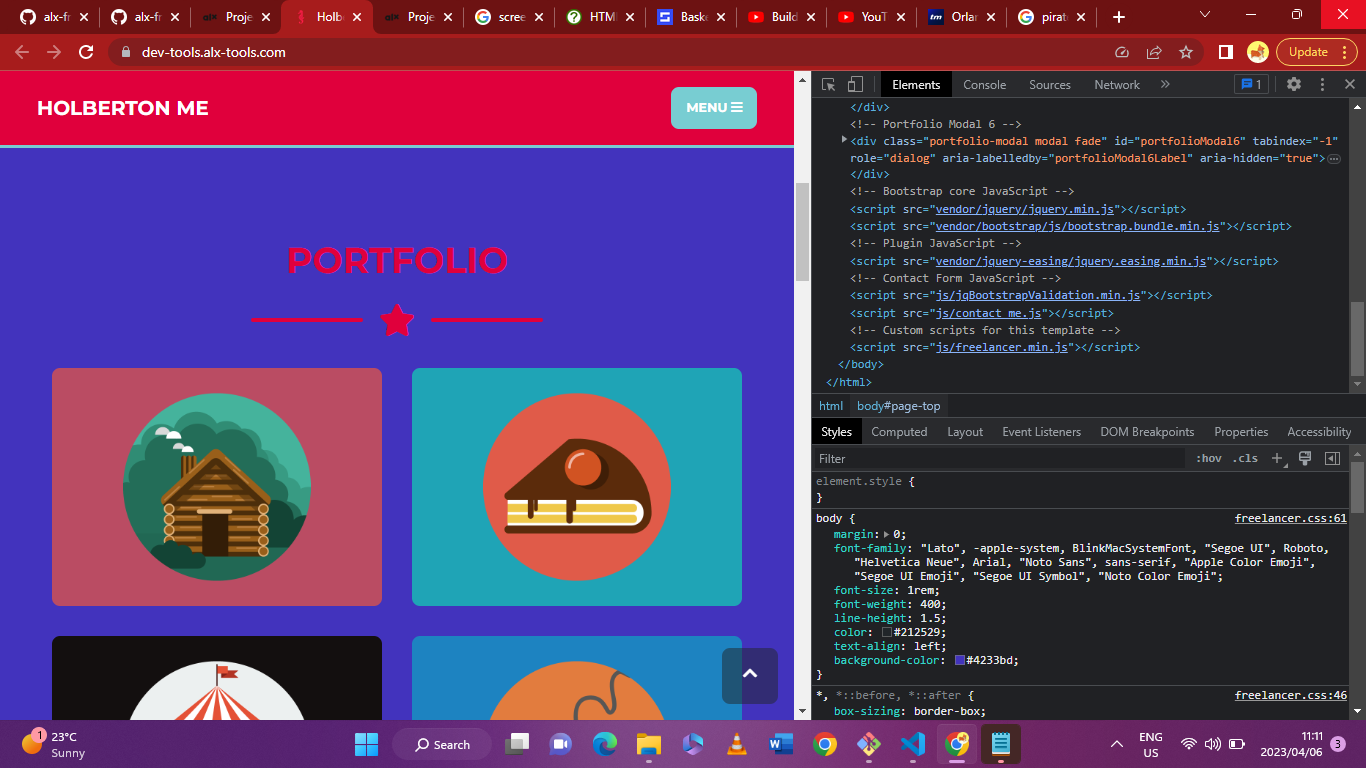 alx-fr
alx-fr
Proje
Holb
Proje
scree
HTMI
Baske
Build
YouT
Orlan
pirat
dev-tools.alx-tools.com
Update
HOLBERTON ME
MENU
PORTFOLIO
Elements
Console
Sources
Network
1
</div>
<!-- Portfolio Modal 6 -->
<div class="portfolio-modal modal fade" id="portfolioModal6" tabindex="-1"
role="dialog" aria-labelledby="portfolioModal6Label" aria-hidden="true">
</div>
<!-- Bootstrap core JavaScript -->
<script src="vendor/jquery/jquery.min.js"></script>
<script src="vendor/bootstrap/js/bootstrap.bundle.min.js"></script>
<!-- Plugin JavaScript -->
<script src="vendor/jquery-easing/jquery.easing.min.js"></script>
<!-- Contact Form JavaScript -->
<script src="js/jqBootstrapValidation.min.js"></script>
<script src="js/contact_me.js"></script>
<!-- Custom scripts for this template -->
<script src="js/freelancer.min.js"></script>
</body>
</html>
html body#page-top
Styles Computed Layout Event Listeners DOM Breakpoints Properties Accessibility
Filter
:hov .cls
element.style {
}
body {
freelancer.css:61
margin: 0;
font-family: "Lato", -apple-system, BlinkMacSystemFont, "Segoe UI", Roboto,
"Helvetica Neue", Arial, "Noto Sans", sans-serif, "Apple Color Emoji",
"Segoe UI Emoji", "Segoe UI Symbol", "Noto Color Emoji";
font-size: 1rem;
font-weight: 400;
line-height: 1.5;
color: #212529;
text-align: left;
background-color: #4233bd;
}
*, *::before, *::after {
freelancer.css:46
box-sizing: border-box;
1
23°C
Sunny
Search
ENG
US
11:11
2023/04/06
3